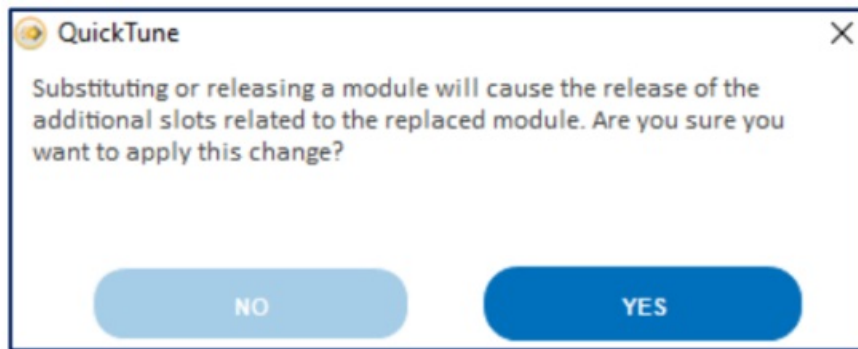 QuickTune
Substituting or releasing a module will cause the release of the
additional slots related to the replaced module. Are you sure you
want to apply this change?
NO
YES